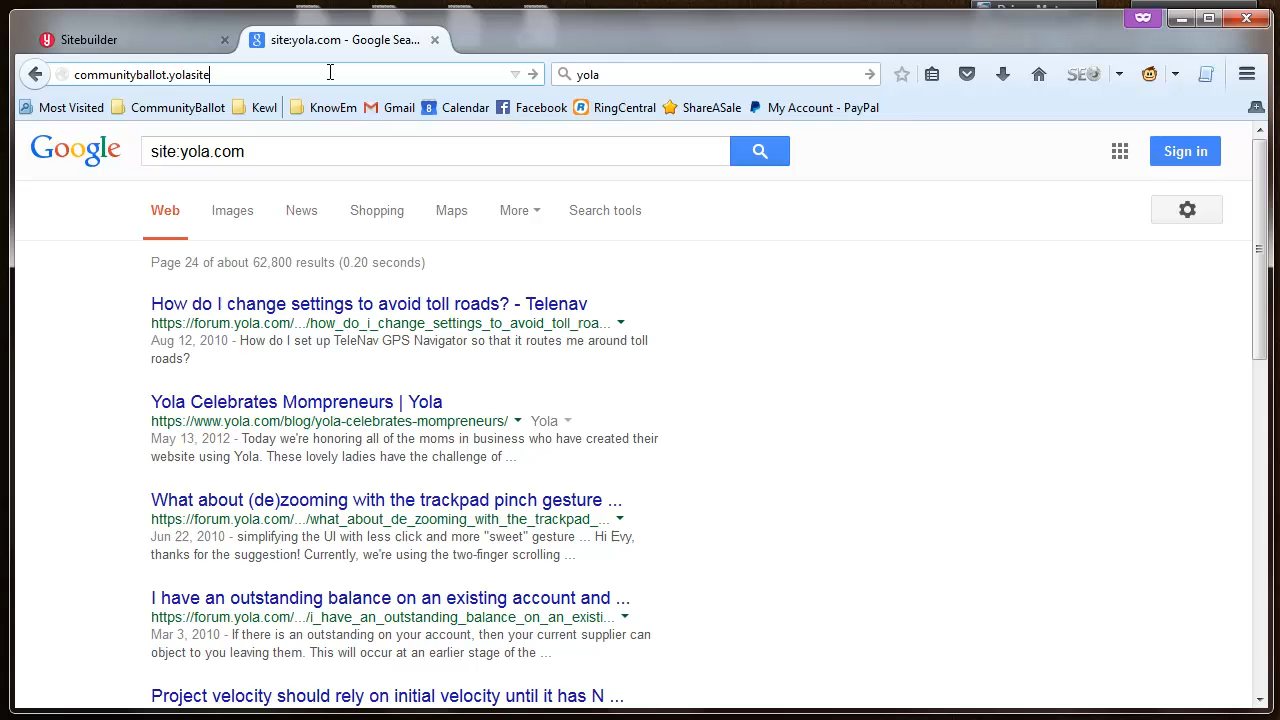 Sitebuilder
site:yola.com - Google Sea...
communityballot.yolasite
yola
SEO
Most Visited
CommunityBallot
Kewl
KnowEm
Gmail
8 Calendar
Facebook
RingCentral
ShareASale
My Account - PayPal
Google
site:yola.com
Sign in
Web
Images
News
Shopping
Maps
More
Search tools
Page 24 of about 62,800 results (0.20 seconds)
How do I change settings to avoid toll roads? - Telenav
https://forum.yola.com/.../how_do_i_change_settings_to_avoid_toll_roa...
Aug 12, 2010 - How do I set up TeleNav GPS Navigator so that it routes me around toll
roads?
Yola Celebrates Mompreneurs | Yola
https://www.yola.com/blog/yola-celebrates-mompreneurs/ Yola
May 13, 2012 - Today we're honoring all of the moms in business who have created their
website using Yola. These lovely ladies have the challenge of ...
What about (de)zooming with the trackpad pinch gesture ...
https://forum.yola.com/.../what_about_de_zooming_with_the_trackpad_...
Jun 22, 2010 - simplifying the UI with less click and more "sweet" gesture ... Hi Evy,
thanks for the suggestion! Currently, we're using the two-finger scrolling ...
I have an outstanding balance on an existing account and ...
https://forum.yola.com/.../i_have_an_outstanding_balance_on_an_existi...
Mar 3, 2010 - If there is an outstanding on your account, then your current supplier can
object to you leaving them. This will occur at an earlier stage of the ...
Project velocity should rely on initial velocity until it has N ...